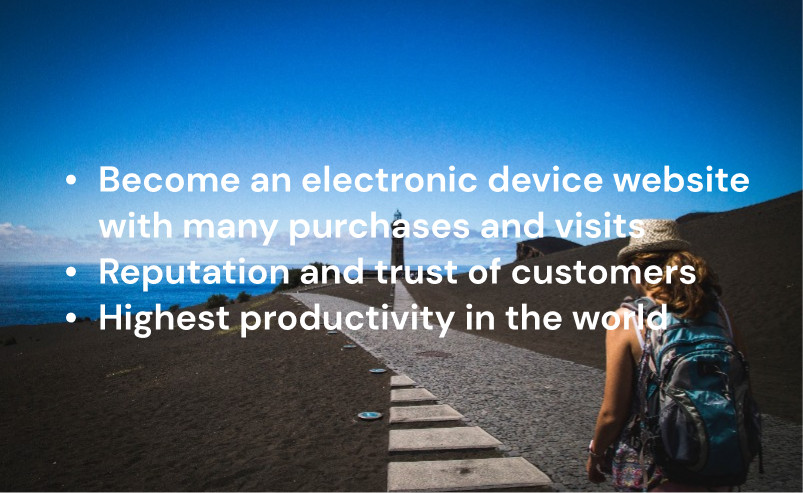 • Become an electronic device website
with many purchases and visits
• Reputation and trust of customers
• Highest productivity in the world